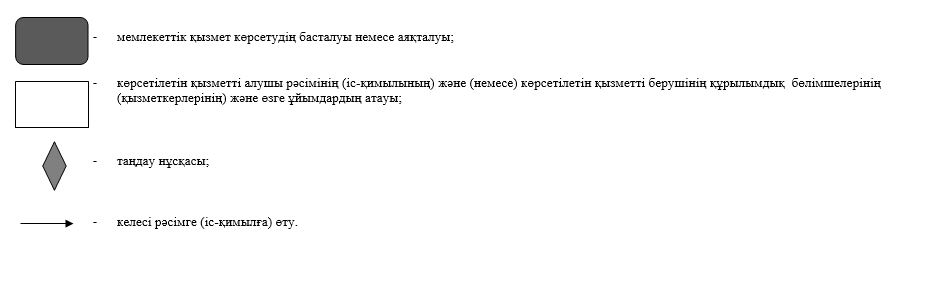 - мемлекеттік қызмет көрсетудің басталуы немесе аяқталуы;
- көрсетілетін қызметті алушы рәсімінің (іс-қимылының) және (немесе) көрсетілетін қызметті берушінің құрылымдық бөлімшелерінің
(қызметкерлерінің) және өзге ұйымдардың атауы;
- таңдау нұсқасы;
- келесі рәсімге (іс-қимылға) өту.